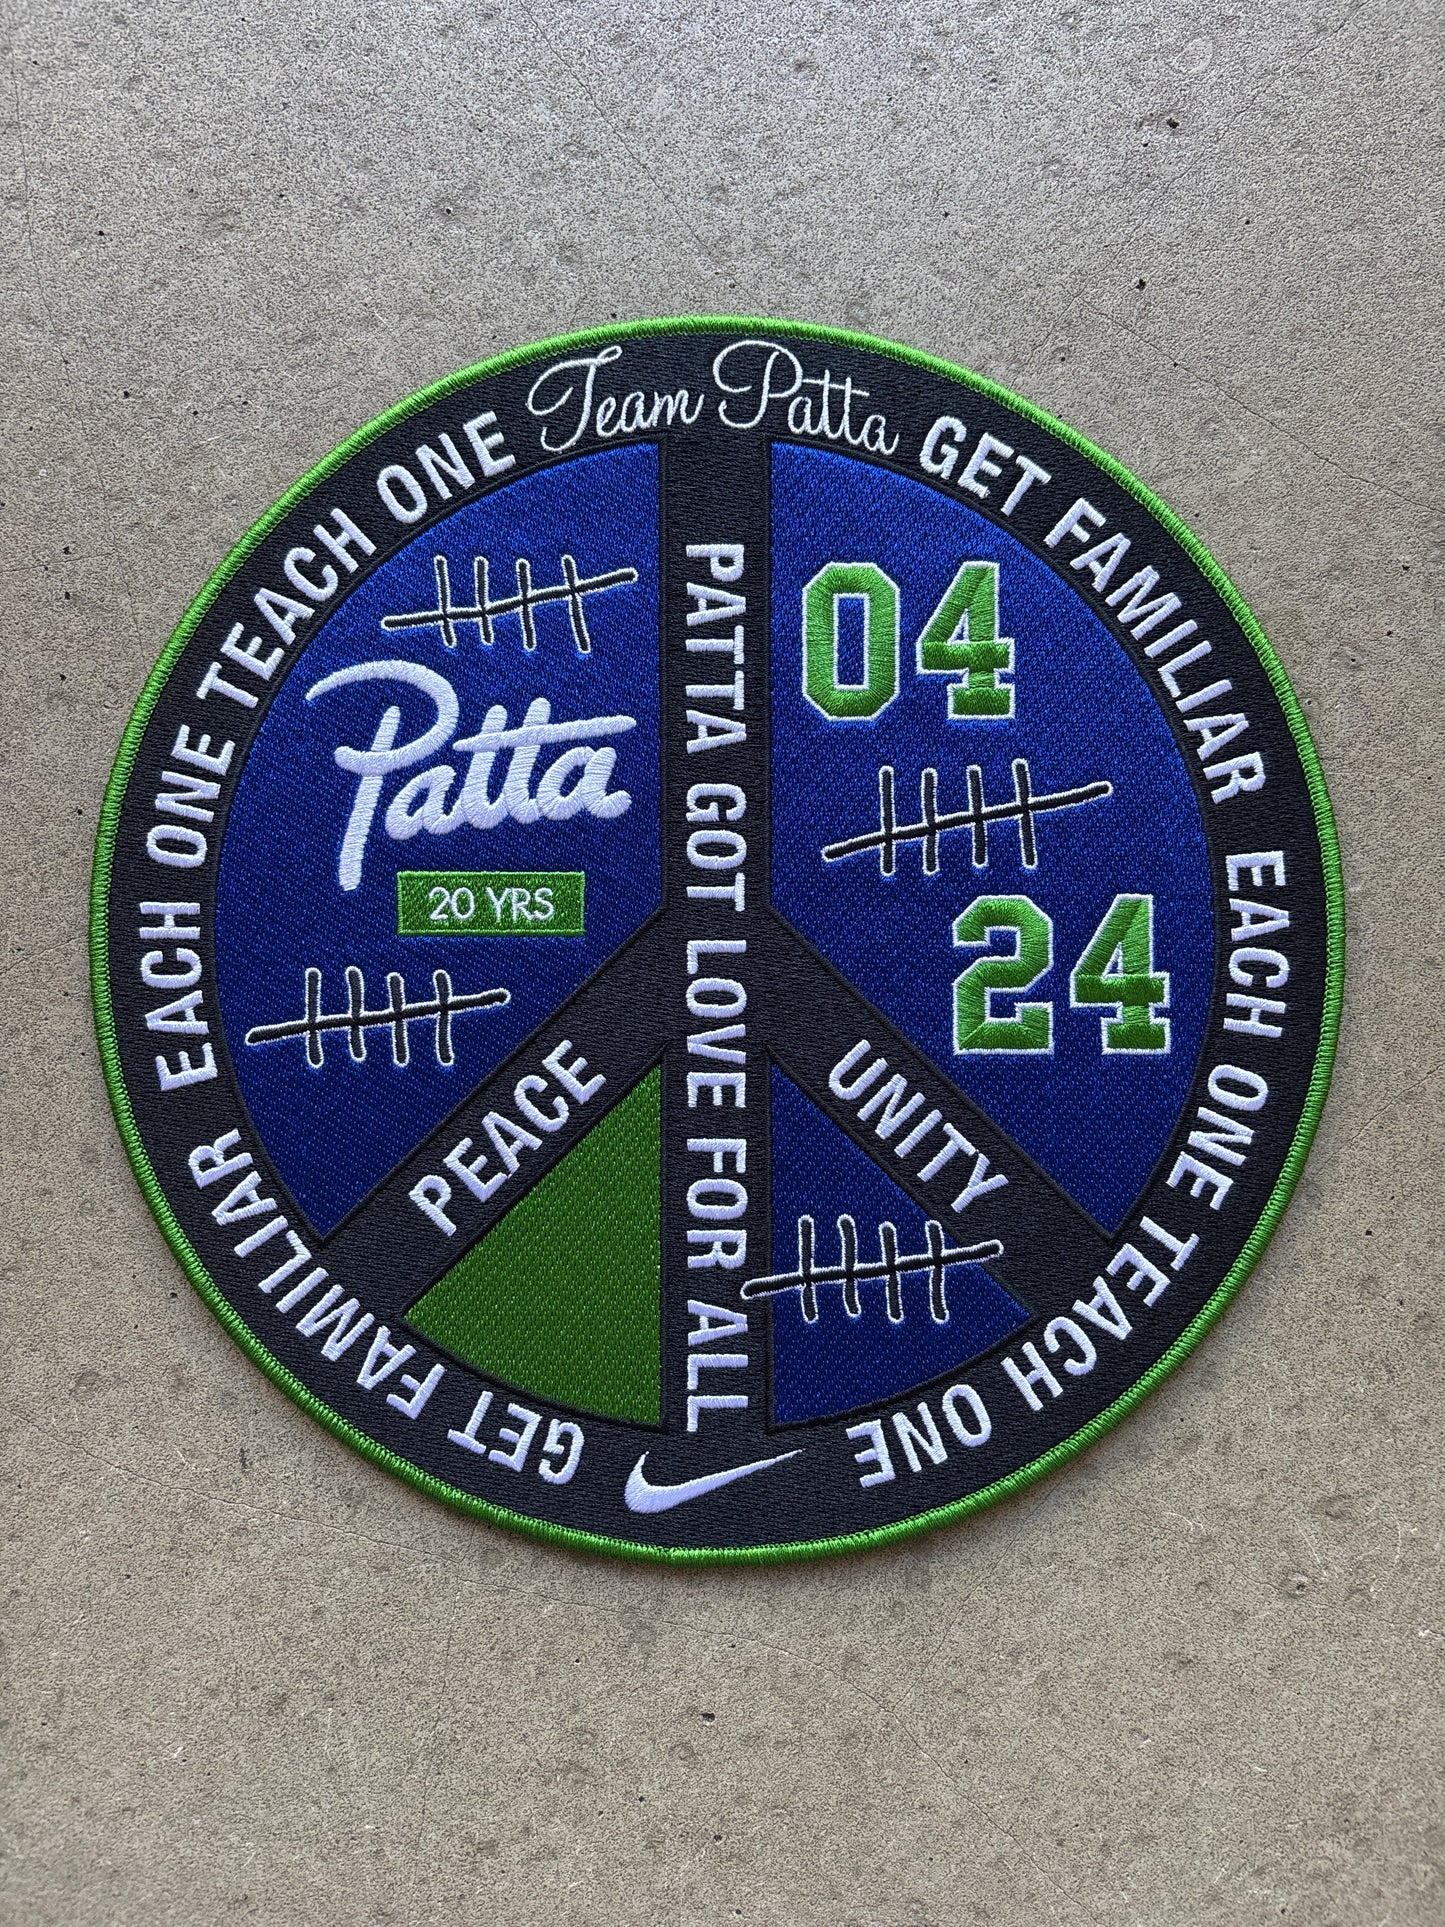 Team Patta
GET FAMILIAR
EACH ONE TEACH ONE
GET FAMILIAR
EACH ONE TEACH ONE
Patta
20 YRS
04
24
PATTA GOT LOVE FOR ALL
PEACE
UNITY